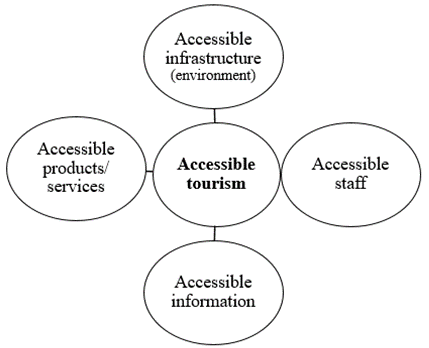 Accessible
infrastructure
(environment)
Accessible
products/
services
Accessible
tourism
Accessible
staff
Accessible
information